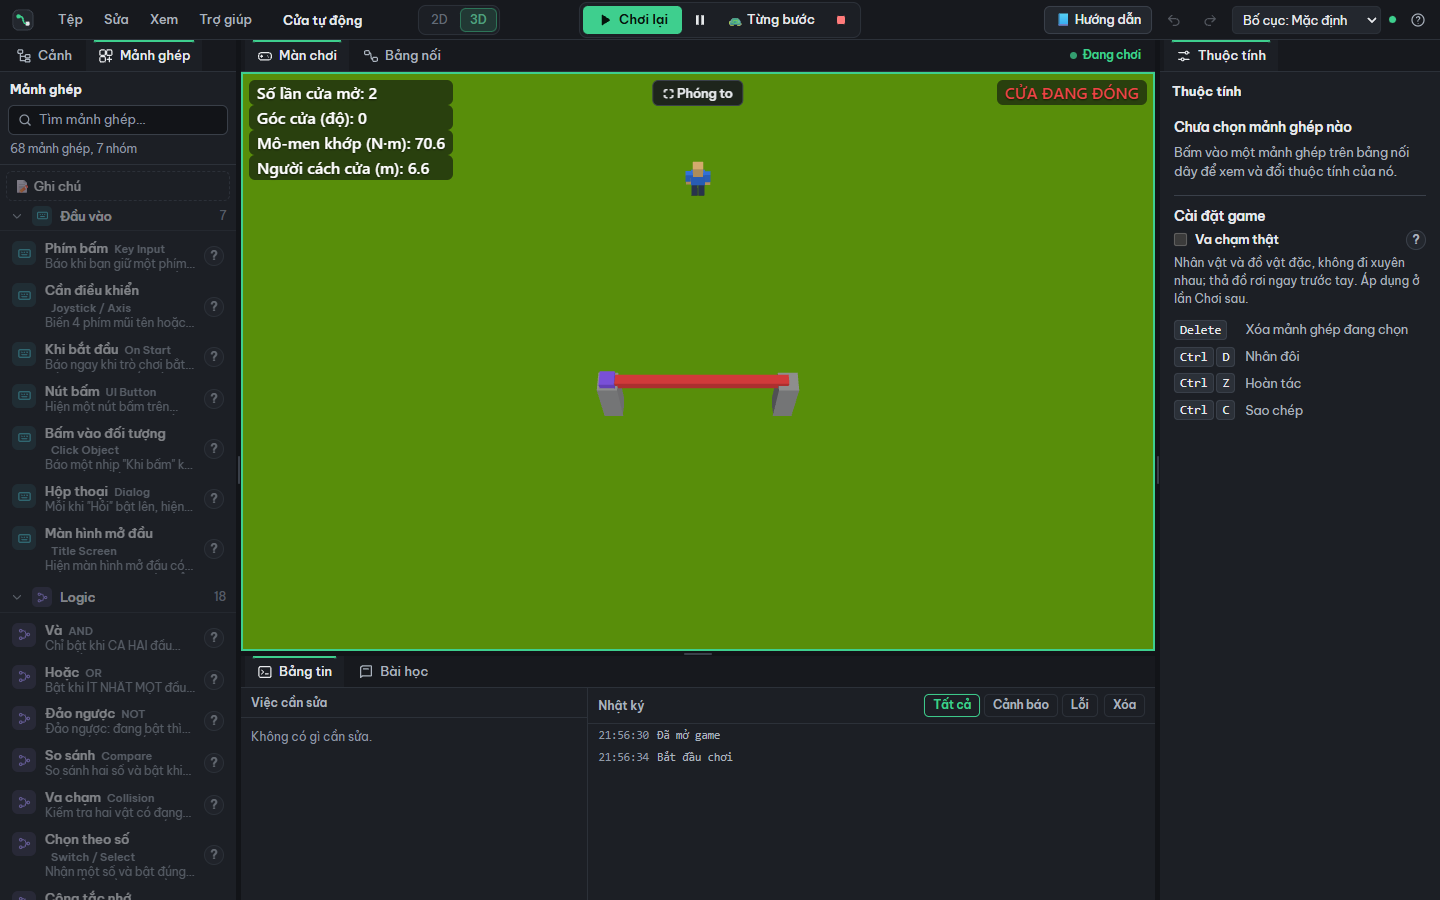 Tệp Sửa Xem Trợ giúp Cửa tự động 2D 3D Chơi lại Từng bước Hướng dẫn Bố cục: Mặc định
Cảnh Mảnh ghép
Mảnh ghép
Tìm mảnh ghép...
68 mảnh ghép, 7 nhóm
Ghi chú
Đầu vào 7
Phím bấm Key Input ?
Báo khi bạn giữ một phím...
Cần điều khiển
Joystick / Axis ?
Biến 4 phím mũi tên hoặc...
Khi bắt đầu On Start ?
Báo ngay khi trò chơi bắt...
Nút bấm UI Button ?
Hiện một nút bấm trên...
Bấm vào đối tượng
Click Object ?
Báo một nhịp "Khi bấm" k...
Hộp thoại Dialog ?
Mỗi khi "Hỏi" bật lên, hiện...
Màn hình mở đầu
Title Screen ?
Hiện màn hình mở đầu có...
Logic 18
Và AND ?
Chỉ bật khi CẢ HAI đầu...
Hoặc OR ?
Bật khi ÍT NHẤT MỘT đầu...
Đảo ngược NOT ?
Đảo ngược: đang bật thì...
So sánh Compare ?
So sánh hai số và bật khi...
Va chạm Collision ?
Kiểm tra hai vật có đang...
Chọn theo số
Switch / Select ?
Nhận một số và bật đúng...
Công tắc nhớ
Màn chơi Bảng nối Đang chơi
Số lần cửa mở: 2
Góc cửa (độ): 0
Mô-men khớp (N·m): 70.6
Người cách cửa (m): 6.6
Phóng to
CỬA ĐANG ĐÓNG
Bảng tin Bài học
Việc cần sửa
Không có gì cần sửa.
Nhật ký Tất cả Cảnh báo Lỗi Xóa
21:56:30 Đã mở game
21:56:34 Bắt đầu chơi
Thuộc tính
Thuộc tính
Chưa chọn mảnh ghép nào
Bấm vào một mảnh ghép trên bảng nối
dây để xem và đổi thuộc tính của nó.
Cài đặt game
Va chạm thật ?
Nhân vật và đồ vật đặc, không đi xuyên
nhau; thả đồ rơi ngay trước tay. Áp dụng ở
lần Chơi sau.
Delete Xóa mảnh ghép đang chọn
Ctrl D Nhân đôi
Ctrl Z Hoàn tác
Ctrl C Sao chép